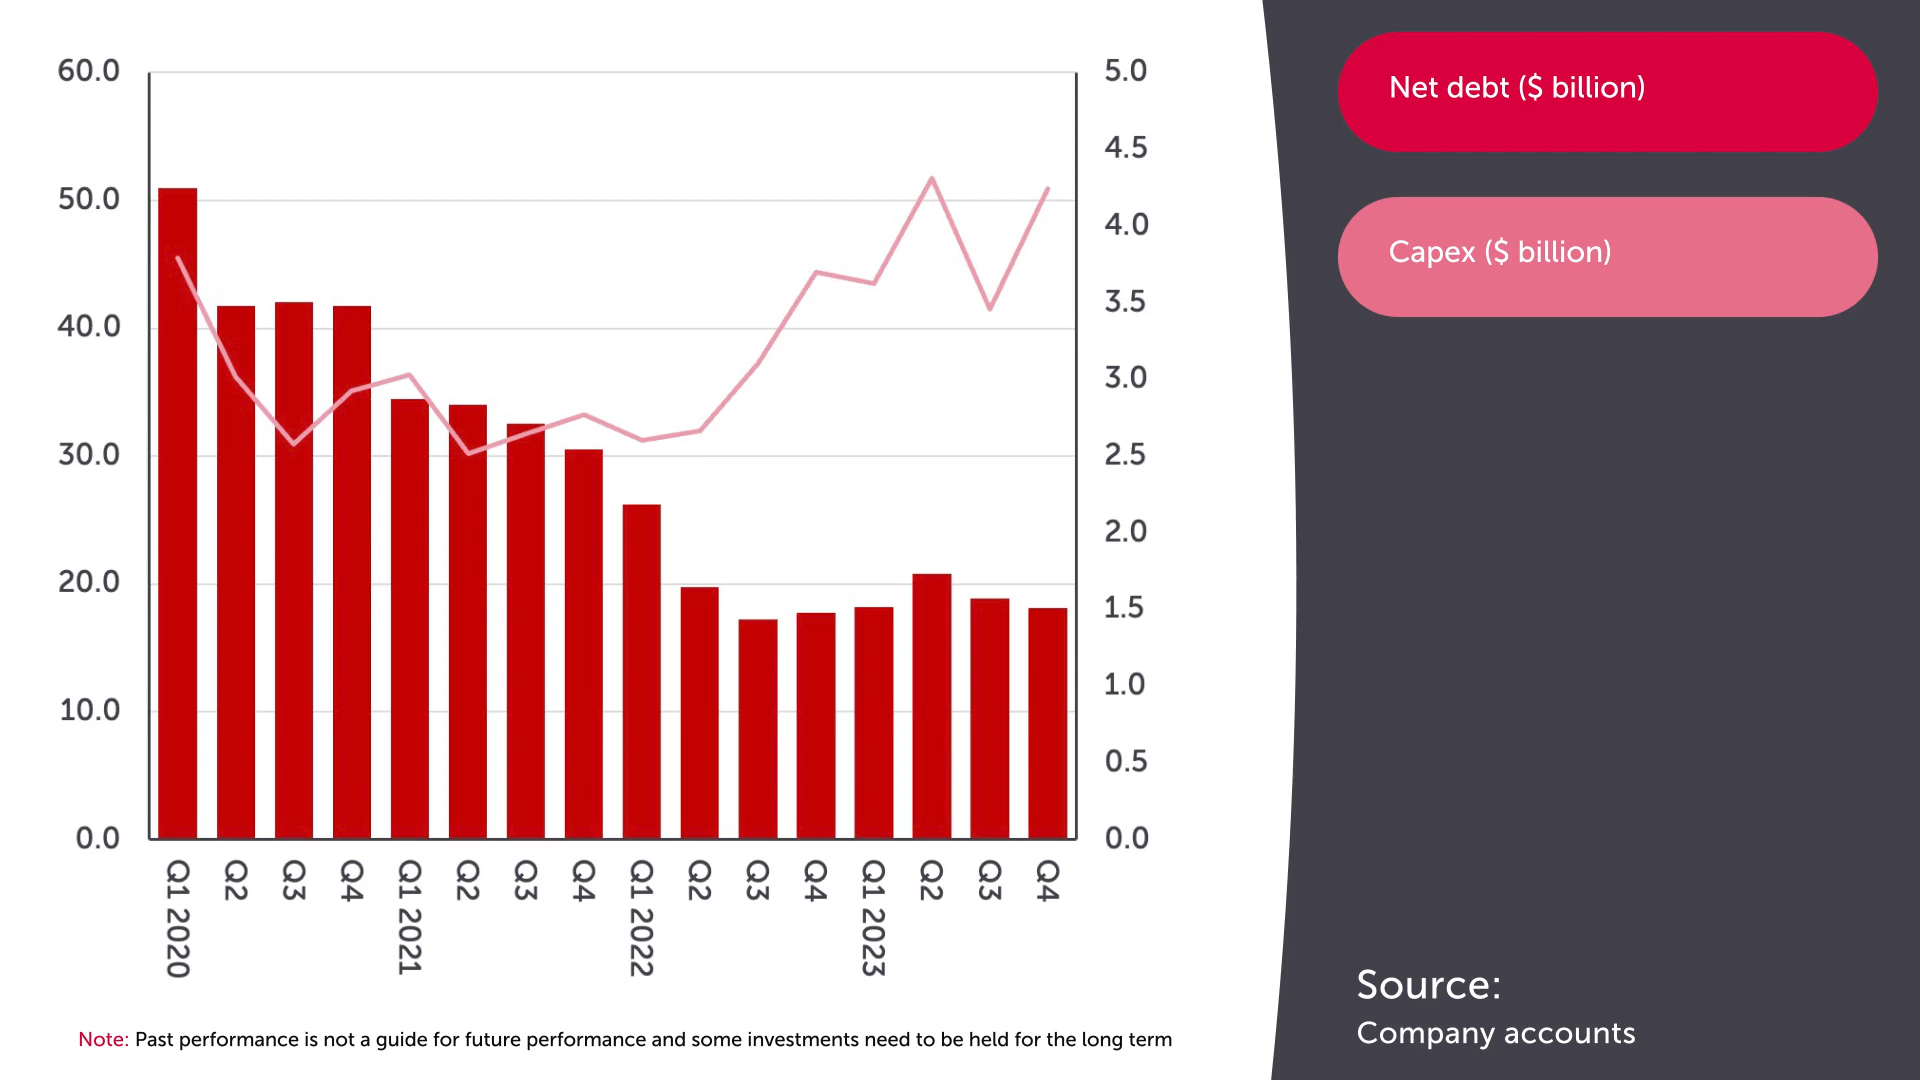 60.0
50.0
40.0
30.0
20.0
10.0
0.0
5.0
4.5
4.0
3.5
3.0
2.5
2.0
1.5
1.0
0.5
0.0
Q1 2020
Q2
Q3
Q4
Q1 2021
Q2
Q3
Q4
Q1 2022
Q2
Q3
Q4
Q1 2023
Q2
Q3
Q4
Note: Past performance is not a guide for future performance and some investments need to be held for the long term
Net debt ($ billion)
Capex ($ billion)
Source:
Company accounts